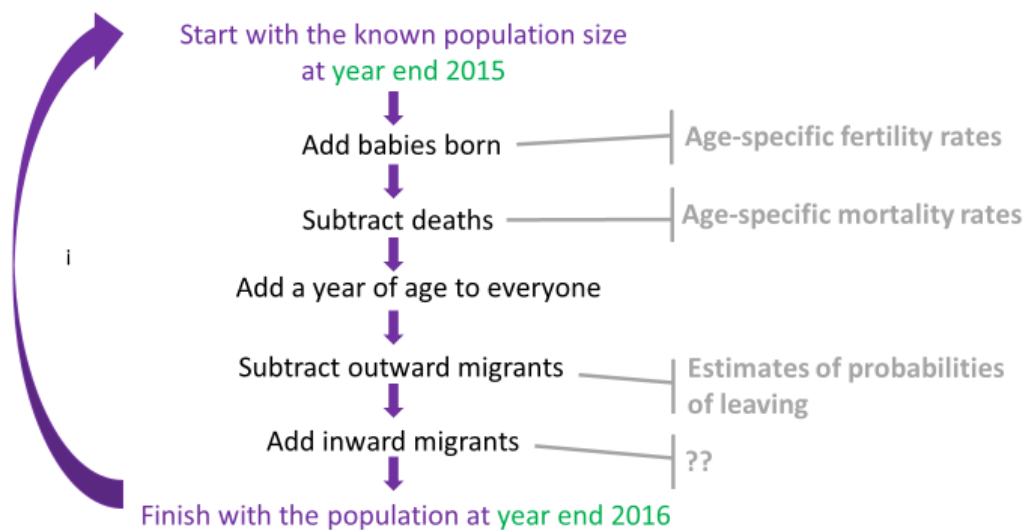 Start with the known population size
at year end 2015
Add babies born
Age-specific fertility rates
Subtract deaths
Age-specific mortality rates
i
Add a year of age to everyone
Subtract outward migrants
Estimates of probabilities
of leaving
Add inward migrants
??
Finish with the population at year end 2016